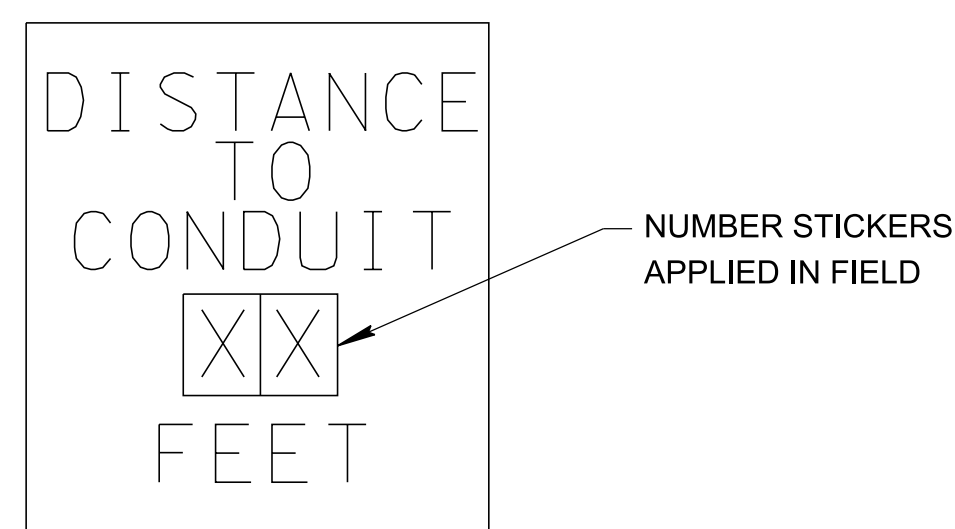 DISTANCE
TO
CONDUIT
XX
FEET
NUMBER STICKERS
APPLIED IN FIELD